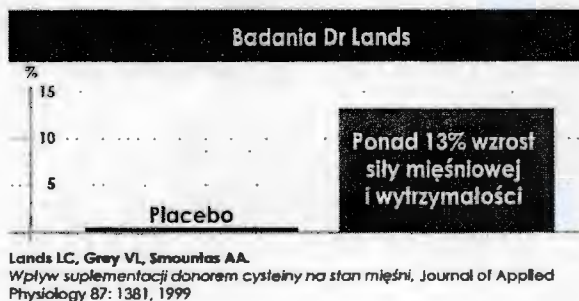 Badania Dr Lands
%
15
10
5
Placebo
Ponad 13% wzrost
siły mięśniowej
i wytrzymałości
Lands LC, Grey VL, Smountas AA.
Wpływ suplementacji donorem cysteiny na stan mięśni, Journal of Applied
Physiology 87: 1381, 1999